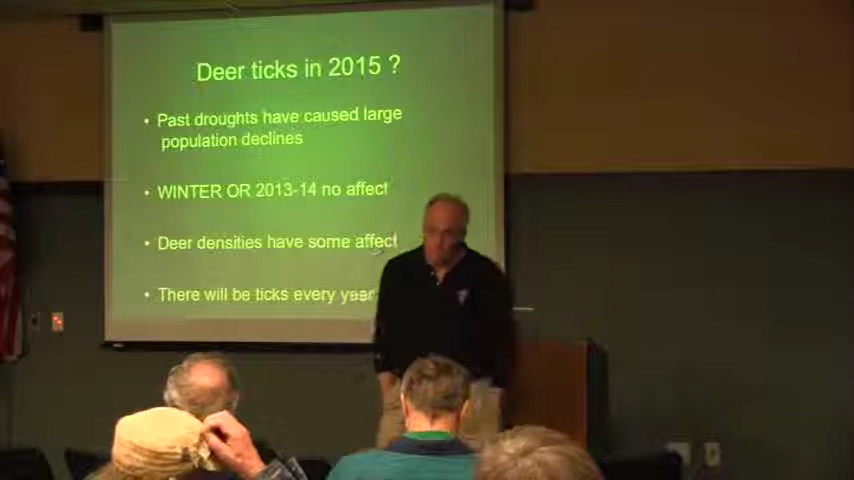 Deer ticks in 2015 ?
• Past droughts have caused large
population declines
• WINTER OR 2013-14 no affect
• Deer densities have some affect
• There will be ticks every year